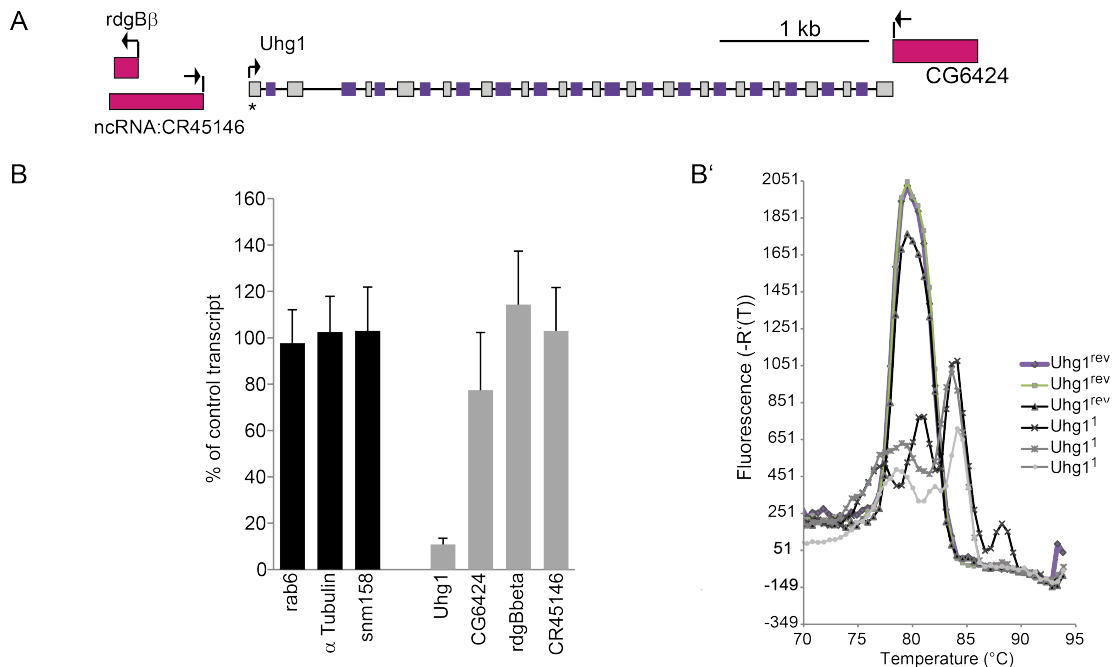 A
rdgBβ
Uhg1
1 kb
*
CG6424
ncRNA:CR45146
B
% of control transcript
160
140
120
100
80
60
40
20
0
rab6
α Tubulin
snm158
Uhg1
CG6424
rdgBbeta
CR45146
B'
Fluorescence (-R'(T))
2051
1851
1651
1451
1251
1051
851
651
451
251
51
-149
-349
70 75 80 85 90 95
Temperature (°C)
Uhg1rev
Uhg1rev
Uhg1rev
Uhg11
Uhg11
Uhg11